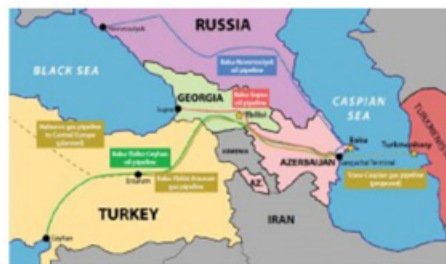 RUSSIA
Novorossiysk
BLACK SEA
Baku-Novorossiysk
oil pipeline
GEORGIA
Baku-Supsa
oil pipeline
CASPIAN
SEA
Supsa
Tbilisi
Nabucco gas pipeline
to Central Europe
(planned)
Baku-Tbilisi-Ceyhan
oil pipeline
ARMENIA
Baku
Turkmenbasy
AZERBAIJAN
Sangachal Terminal
Erzurum
Baku-Tbilisi-Erzurum
gas pipeline
AZ.
Trans-Caspian gas pipeline
(proposed)
TURKEY
IRAN
Ceyhan